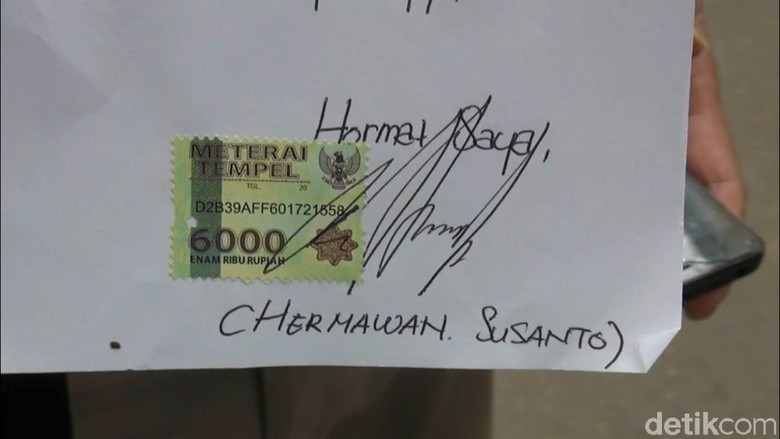 Hormat Saya,
METERAI
TEMPEL
TGL. 20
D2B39AFF601721558
6000
ENAM RIBU RUPIAH
(HERMAWAN. SUSANTO)
detikcom